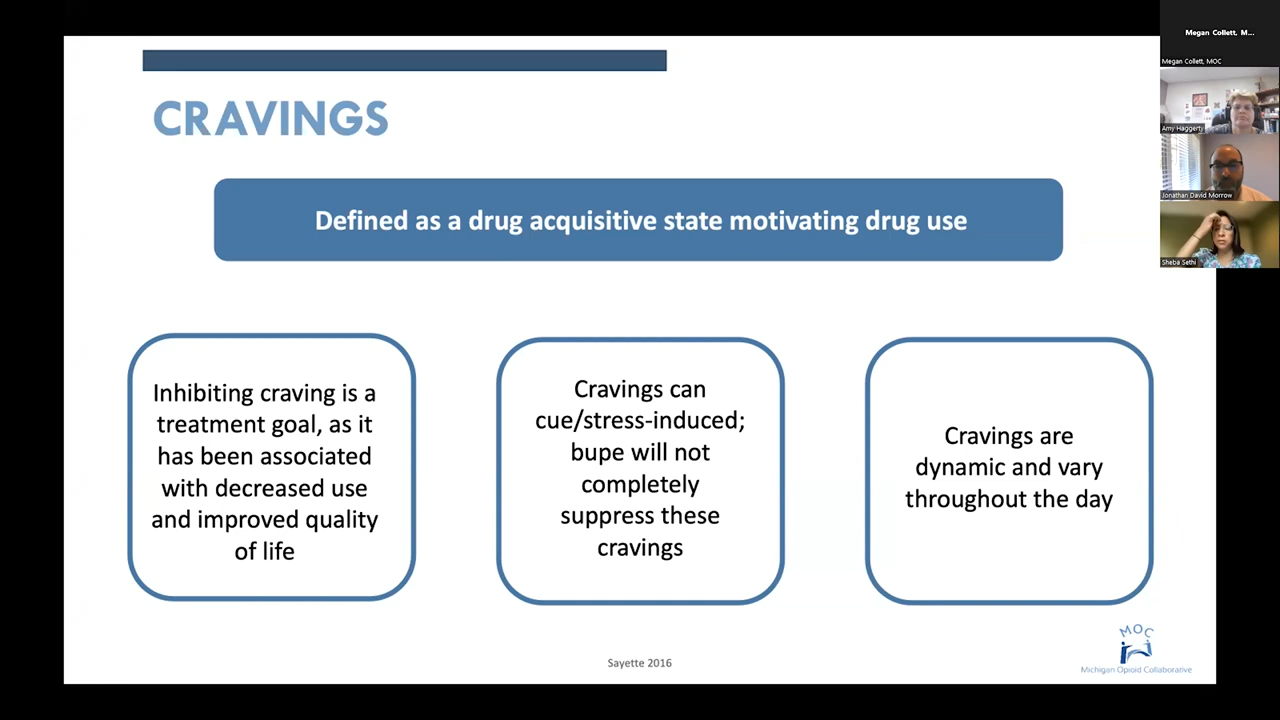 CRAVINGS
Defined as a drug acquisitive state motivating drug use
Inhibiting craving is a
treatment goal, as it
has been associated
with decreased use
and improved quality
of life
Cravings can
cue/stress-induced;
bupe will not
completely
suppress these
cravings
Cravings are
dynamic and vary
throughout the day
Sayette 2016
MOC
Michigan Opioid Collaborative
Megan Collett, M...
Megan Collett, MOC
Amy Haggerty
Jonathan David Morrow
Sheba Sethi